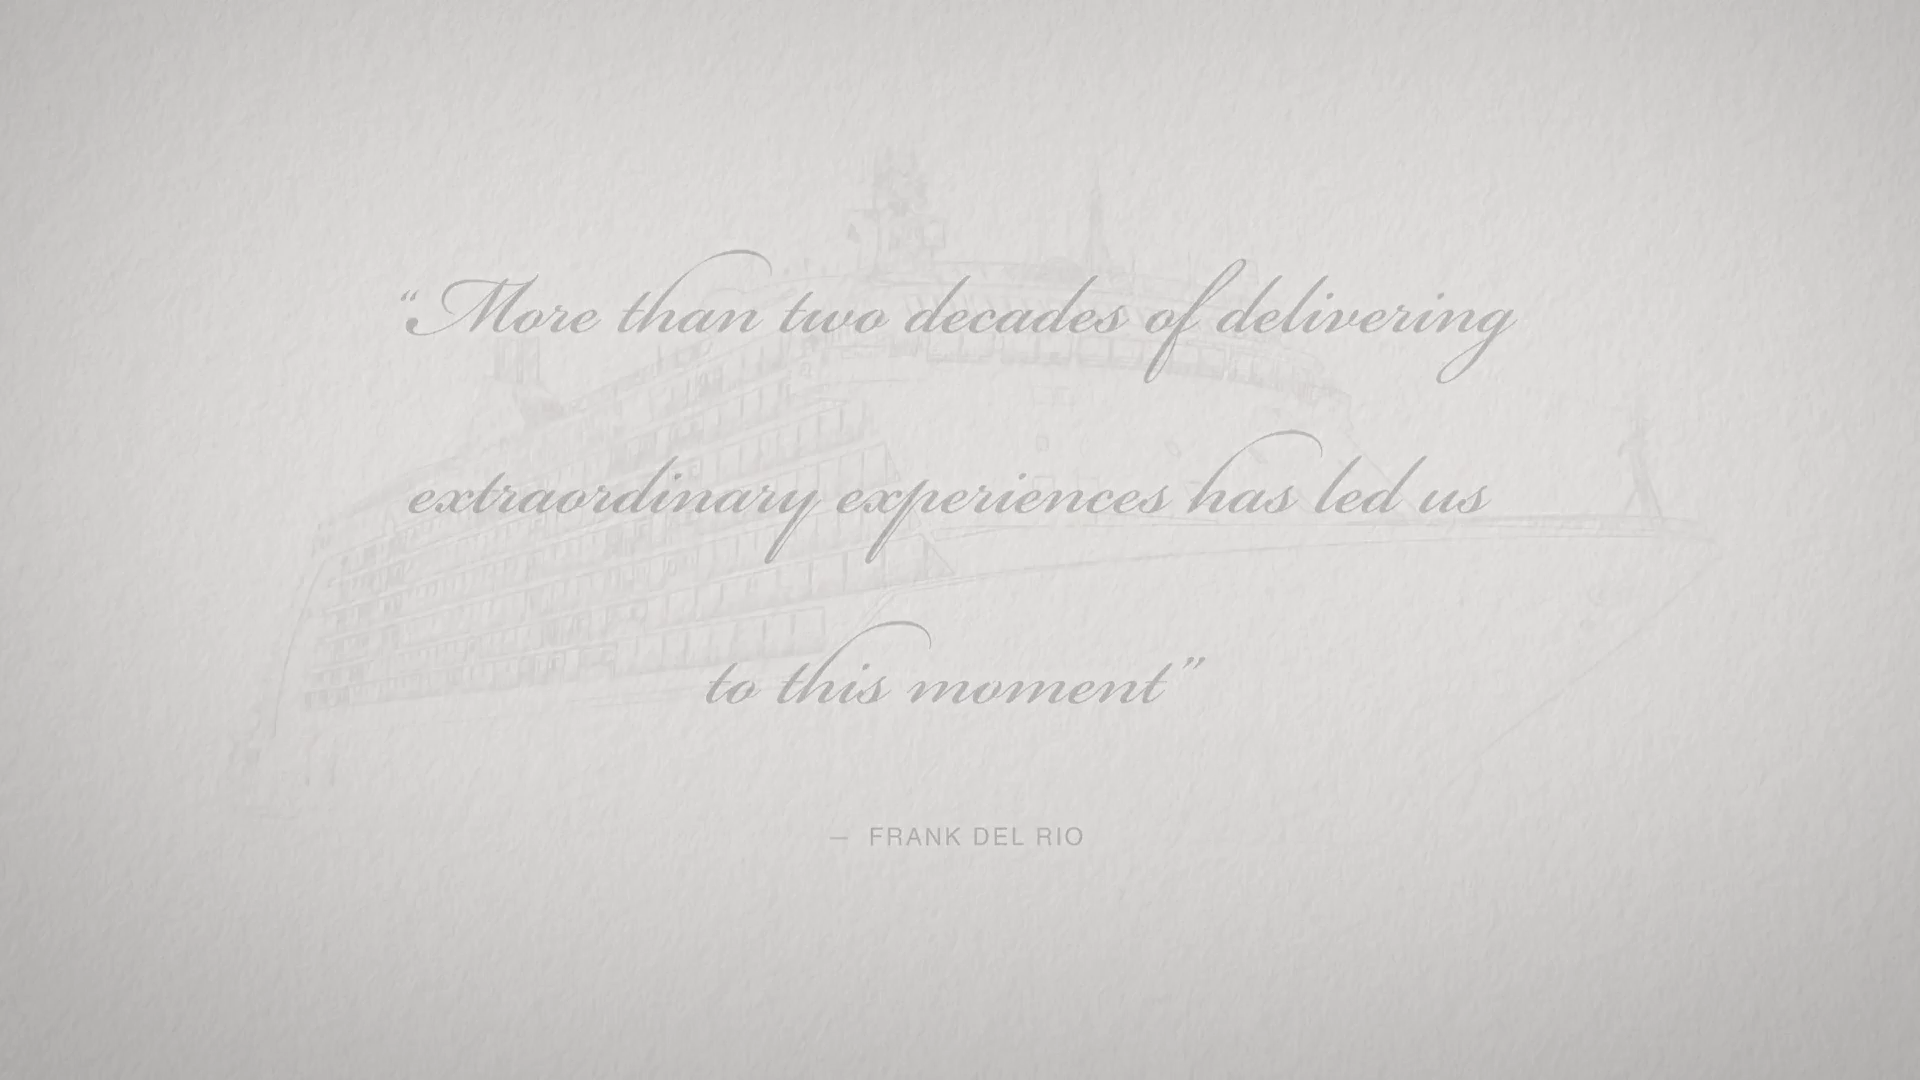 “More than two decades of delivering
extraordinary experiences has led us
to this moment”
— FRANK DEL RIO